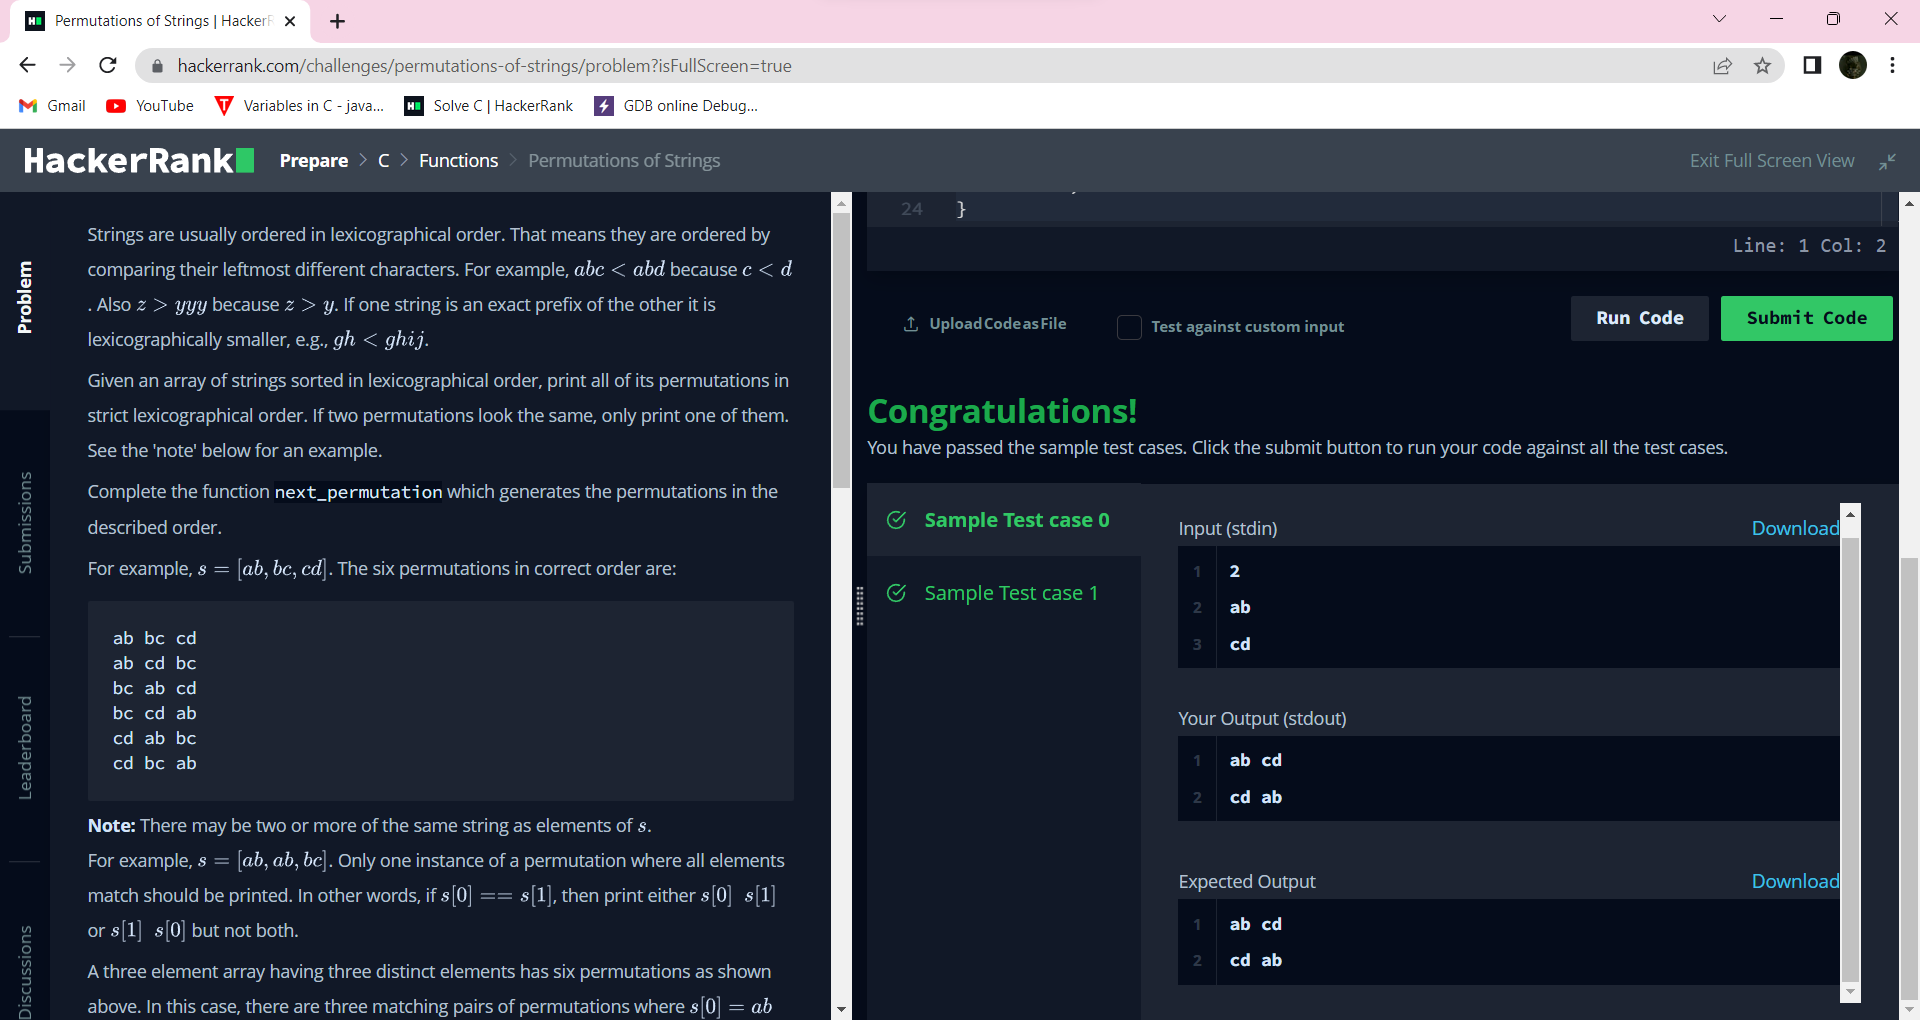 Permutations of Strings | HackerR
hackerrank.com/challenges/permutations-of-strings/problem?isFullScreen=true
Gmail
YouTube
Variables in C - java...
Solve C | HackerRank
GDB online Debug...
HackerRank
Prepare > C > Functions > Permutations of Strings
Exit Full Screen View
Problem
Submissions
Leaderboard
Discussions
Strings are usually ordered in lexicographical order. That means they are ordered by
comparing their leftmost different characters. For example, abc < abd because c < d
. Also z > yyy because z > y. If one string is an exact prefix of the other it is
lexicographically smaller, e.g., gh < ghij.
Given an array of strings sorted in lexicographical order, print all of its permutations in
strict lexicographical order. If two permutations look the same, only print one of them.
See the 'note' below for an example.
Complete the function next_permutation which generates the permutations in the
described order.
For example, s = [ab, bc, cd]. The six permutations in correct order are:
ab bc cd
ab cd bc
bc ab cd
bc cd ab
cd ab bc
cd bc ab
Note: There may be two or more of the same string as elements of s.
For example, s = [ab, ab, bc]. Only one instance of a permutation where all elements
match should be printed. In other words, if s[0] == s[1], then print either s[0] s[1]
or s[1] s[0] but not both.
A three element array having three distinct elements has six permutations as shown
above. In this case, there are three matching pairs of permutations where s[0] = ab
24 }
Line: 1 Col: 2
Upload Code as File
Test against custom input
Run Code
Submit Code
Congratulations!
You have passed the sample test cases. Click the submit button to run your code against all the test cases.
Sample Test case 0
Sample Test case 1
Input (stdin)
Download
1 2
2 ab
3 cd
Your Output (stdout)
1 ab cd
2 cd ab
Expected Output
Download
1 ab cd
2 cd ab